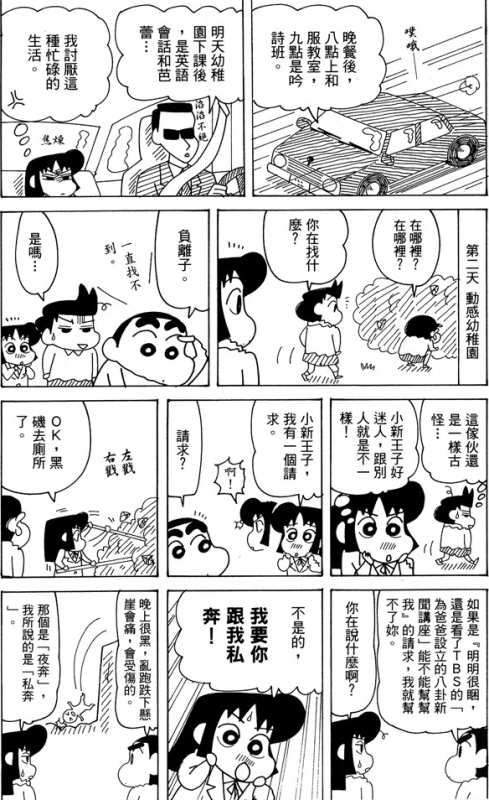 晚餐後,
八點上和
服教室,
九點是吟
詩班。
噗
哦
明天幼稚
園下課後
,是英語
會話和芭
蕾…
滔滔不絕
我討厭這
種忙碌的
生活。
焦燥
第二天 動感幼稚園
在哪裡?
在哪裡?
你在找什
麼?
負離子。
一直找不
到。
是嗎…
這傢伙還
是一樣古
怪…
小新王子好
迷人,跟別
人就是不一
樣!
小新王子,
我有一個請
求。
啊!
請求?
左戳
右戳
OK,黑
磯去廁所
了。
如果是『明明很睏,
還是看了TBS的「
為爸爸設立的八卦新
聞講座」能不能幫幫
我』的請求,我就幫
不了妳。
你在說什麼啊?
不是的,
我要你
跟我私
奔!
晚上很黑,亂跑跌下懸
崖會痛,會受傷的。
那個是「夜奔」,
我所說的是「私奔
」。